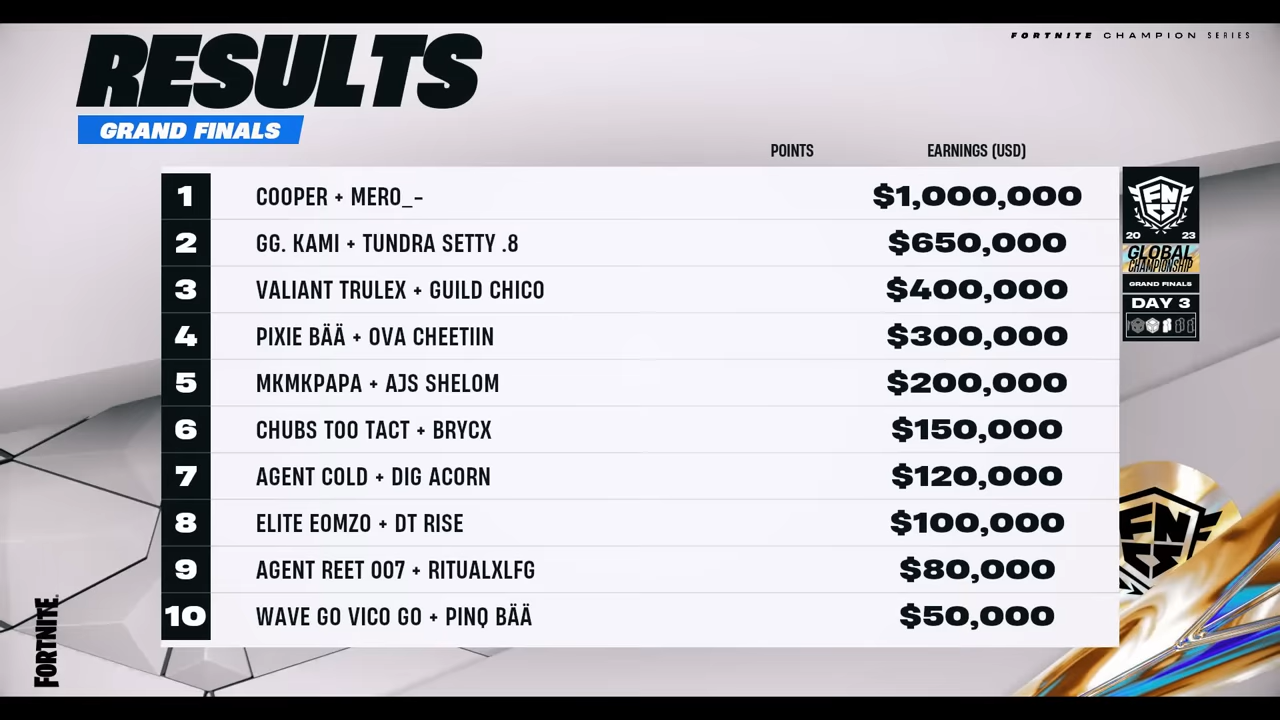 FORTNITE CHAMPION SERIES
RESULTS
GRAND FINALS
POINTS EARNINGS (USD)
1 COOPER + MERO_- $1,000,000
2 GG. KAMI + TUNDRA SETTY .8 $650,000
3 VALIANT TRULEX + GUILD CHICO $400,000
4 PIXIE BÄÄ + OVA CHEETIIN $300,000
5 MKMKPAPA + AJS SHELOM $200,000
6 CHUBS TOO TACT + BRYCX $150,000
7 AGENT COLD + DIG ACORN $120,000
8 ELITE EOMZO + DT RISE $100,000
9 AGENT REET 007 + RITUALXLFG $80,000
10 WAVE GO VICO GO + PINQ BÄÄ $50,000
FNCS
20 23
GLOBAL
CHAMPIONSHIP
GRAND FINALS
DAY 3
FNCS
FORTNITE